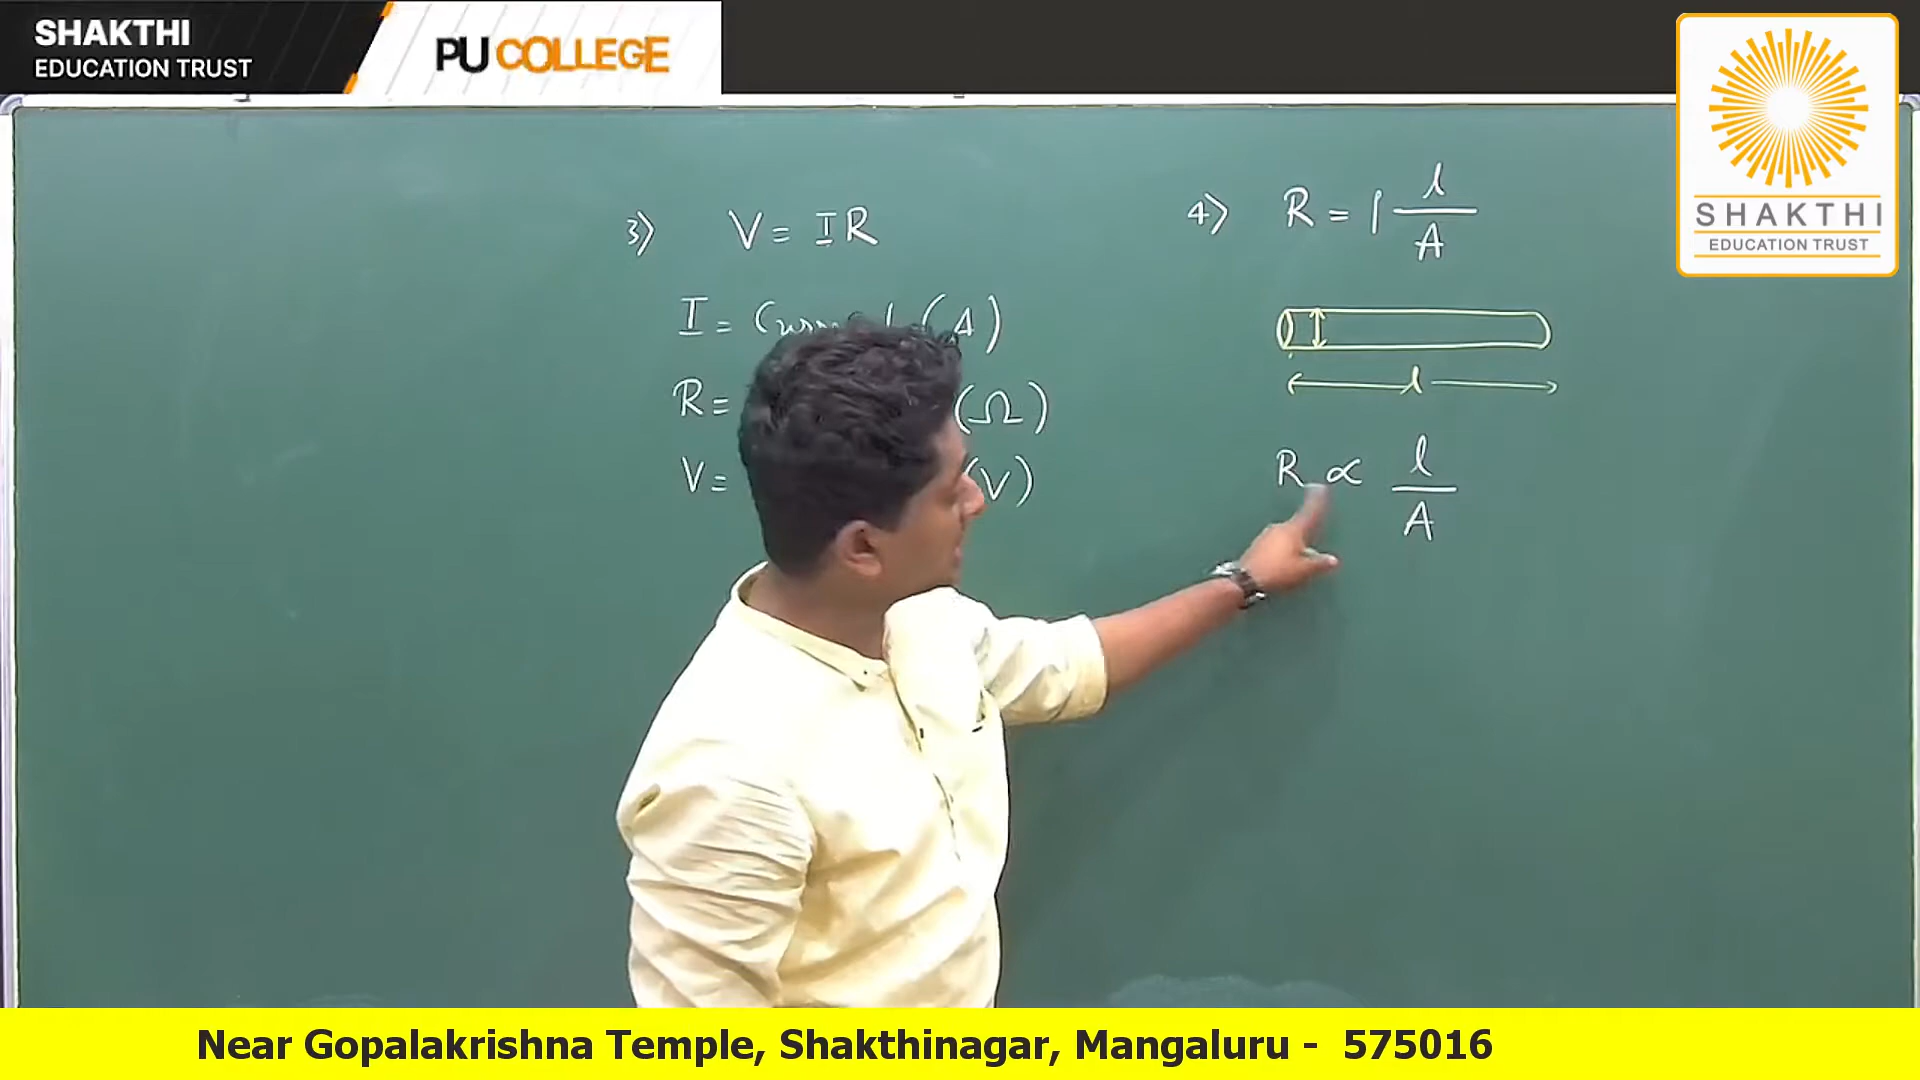 SHAKTHI
EDUCATION TRUST
PU COLLEGE
SHAKTHI
EDUCATION TRUST
3) V = IR
I = (A)
R = (Ω)
V = (V)
4) R = ρ l/A
l
R ∝ l/A
Near Gopalakrishna Temple, Shakthinagar, Mangaluru - 575016